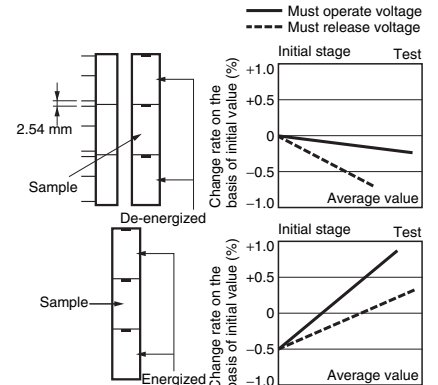 Must operate voltage
Must release voltage
Initial stage Test
Change rate on the
basis of initial value (%)
+1.0
+0.5
0
−0.5
−1.0
Average value
2.54 mm
Sample
De-energized
Initial stage Test
Change rate on the
basis of initial value (%)
+1.0
+0.5
0
−0.5
−1.0
Average value
Sample
Energized